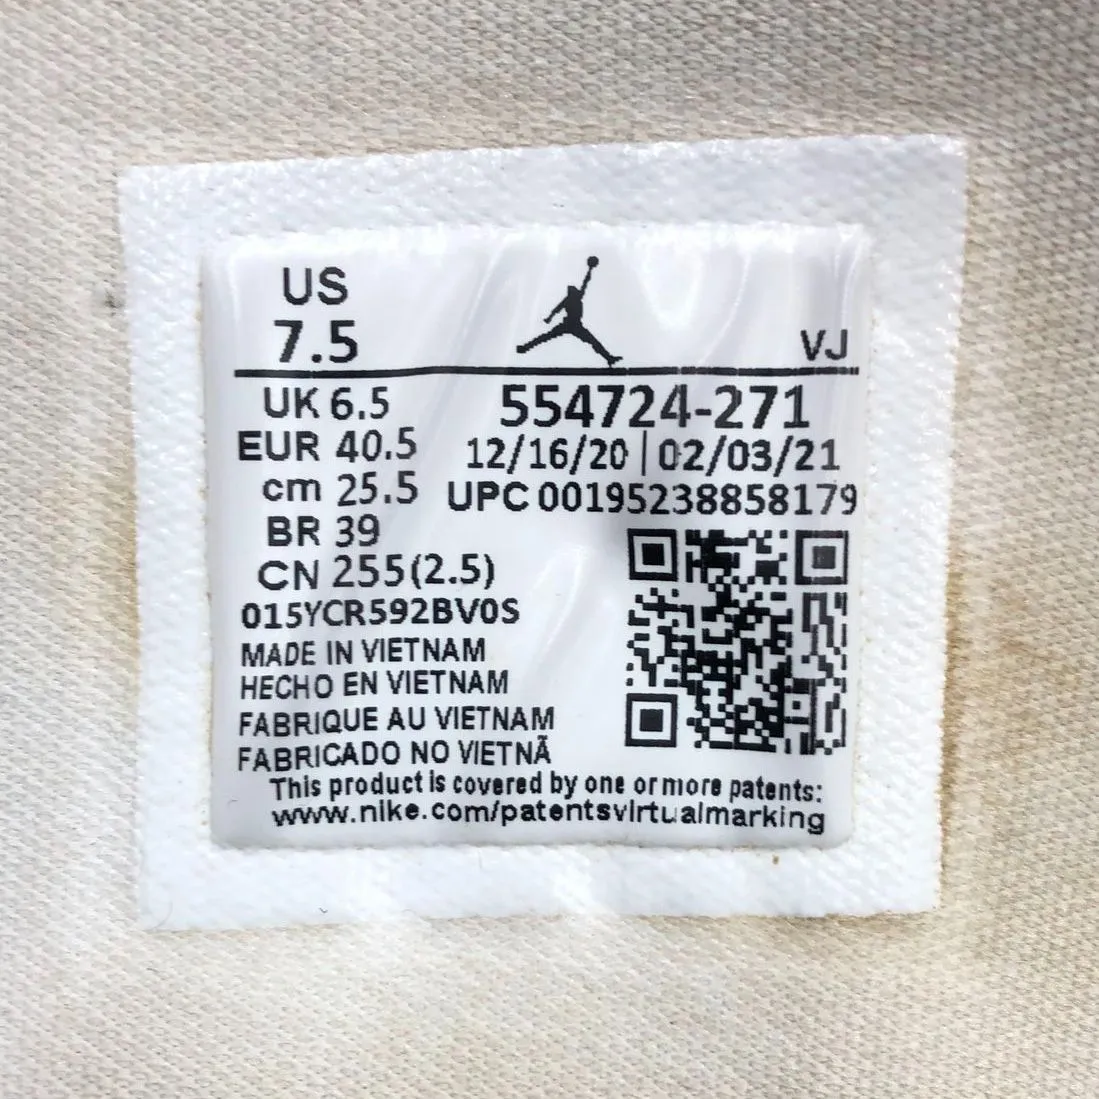 US
7.5
VJ
UK 6.5
554724-271
EUR 40.5
12/16/20 | 02/03/21
cm 25.5
UPC 00195238858179
BR 39
CN 255(2.5)
015YCR592BV0S
MADE IN VIETNAM
HECHO EN VIETNAM
FABRIQUE AU VIETNAM
FABRICADO NO VIETNÃ
This product is covered by one or more patents:
www.nike.com/patentsvirtualmarking